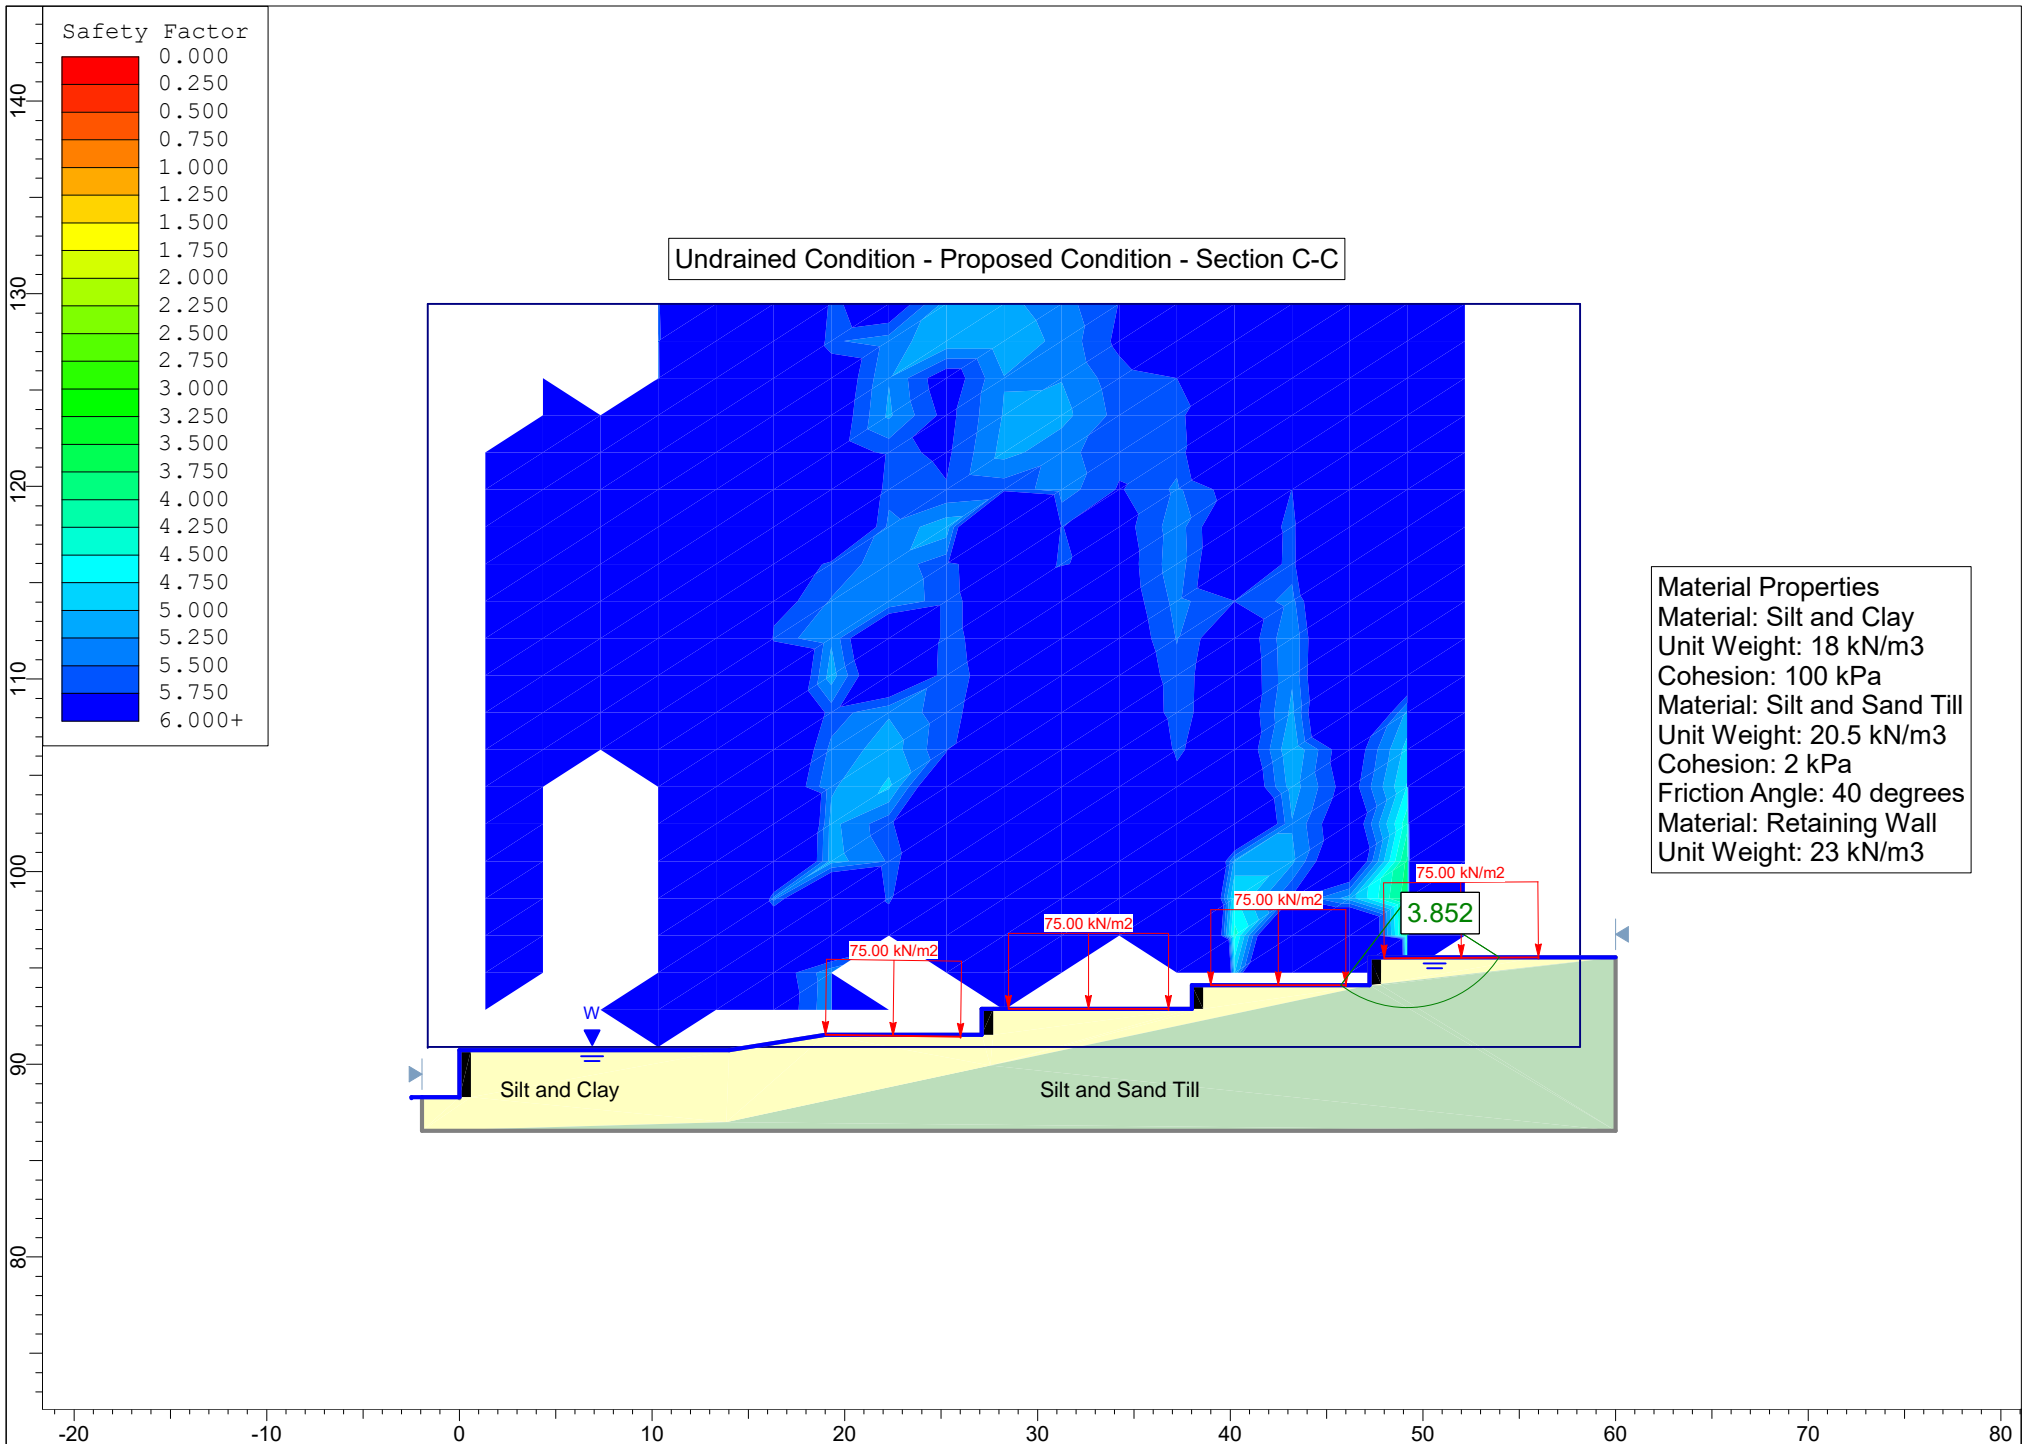 Safety Factor
0.000
0.250
0.500
0.750
1.000
1.250
1.500
1.750
2.000
2.250
2.500
2.750
3.000
3.250
3.500
3.750
4.000
4.250
4.500
4.750
5.000
5.250
5.500
5.750
6.000+
140
130
120
110
100
90
80
Undrained Condition - Proposed Condition - Section C-C
Material Properties
Material: Silt and Clay
Unit Weight: 18 kN/m3
Cohesion: 100 kPa
Material: Silt and Sand Till
Unit Weight: 20.5 kN/m3
Cohesion: 2 kPa
Friction Angle: 40 degrees
Material: Retaining Wall
Unit Weight: 23 kN/m3
75.00 kN/m2
75.00 kN/m2
3.852
75.00 kN/m2
75.00 kN/m2
W
Silt and Clay
Silt and Sand Till
-20 -10 0 10 20 30 40 50 60 70 80